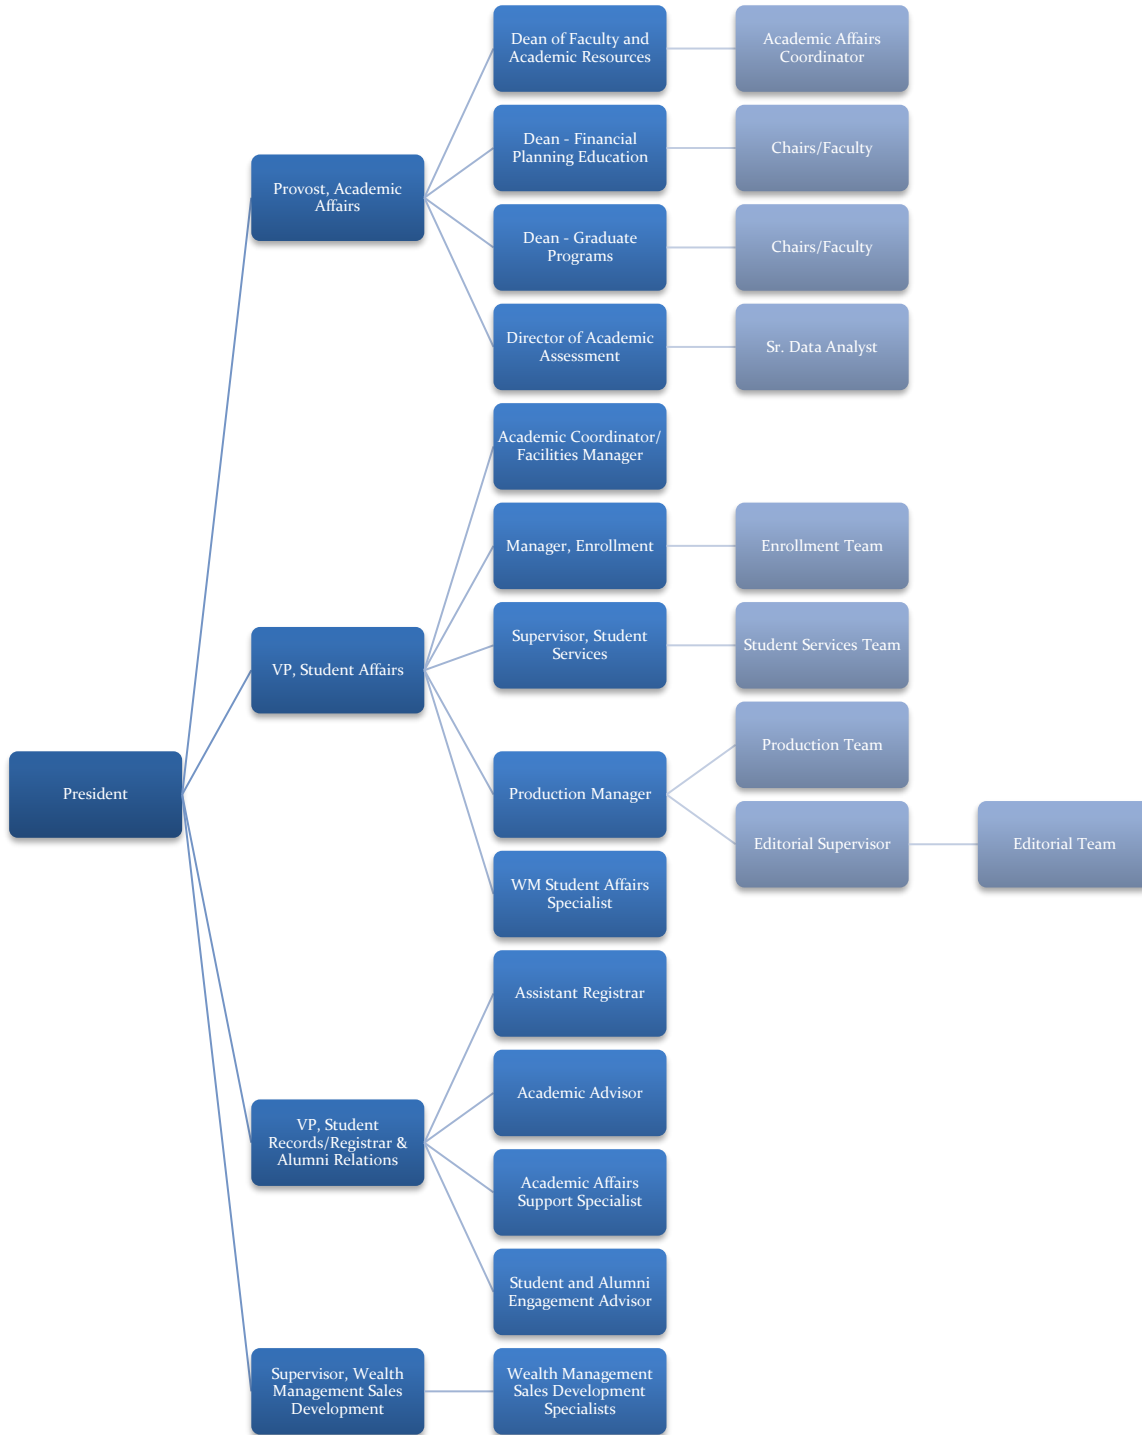 Dean of Faculty and
Academic Resources
Academic Affairs
Coordinator
Dean - Financial
Planning Education
Chairs/Faculty
Provost, Academic
Affairs
Dean - Graduate
Programs
Chairs/Faculty
Director of Academic
Assessment
Sr. Data Analyst
Academic Coordinator/
Facilities Manager
Manager, Enrollment
Enrollment Team
Supervisor, Student
Services
Student Services Team
VP, Student Affairs
Production Team
President
Production Manager
Editorial Supervisor
Editorial Team
WM Student Affairs
Specialist
Assistant Registrar
Academic Advisor
VP, Student
Records/Registrar &
Alumni Relations
Academic Affairs
Support Specialist
Student and Alumni
Engagement Advisor
Supervisor, Wealth
Management Sales
Development
Wealth Management
Sales Development
Specialists